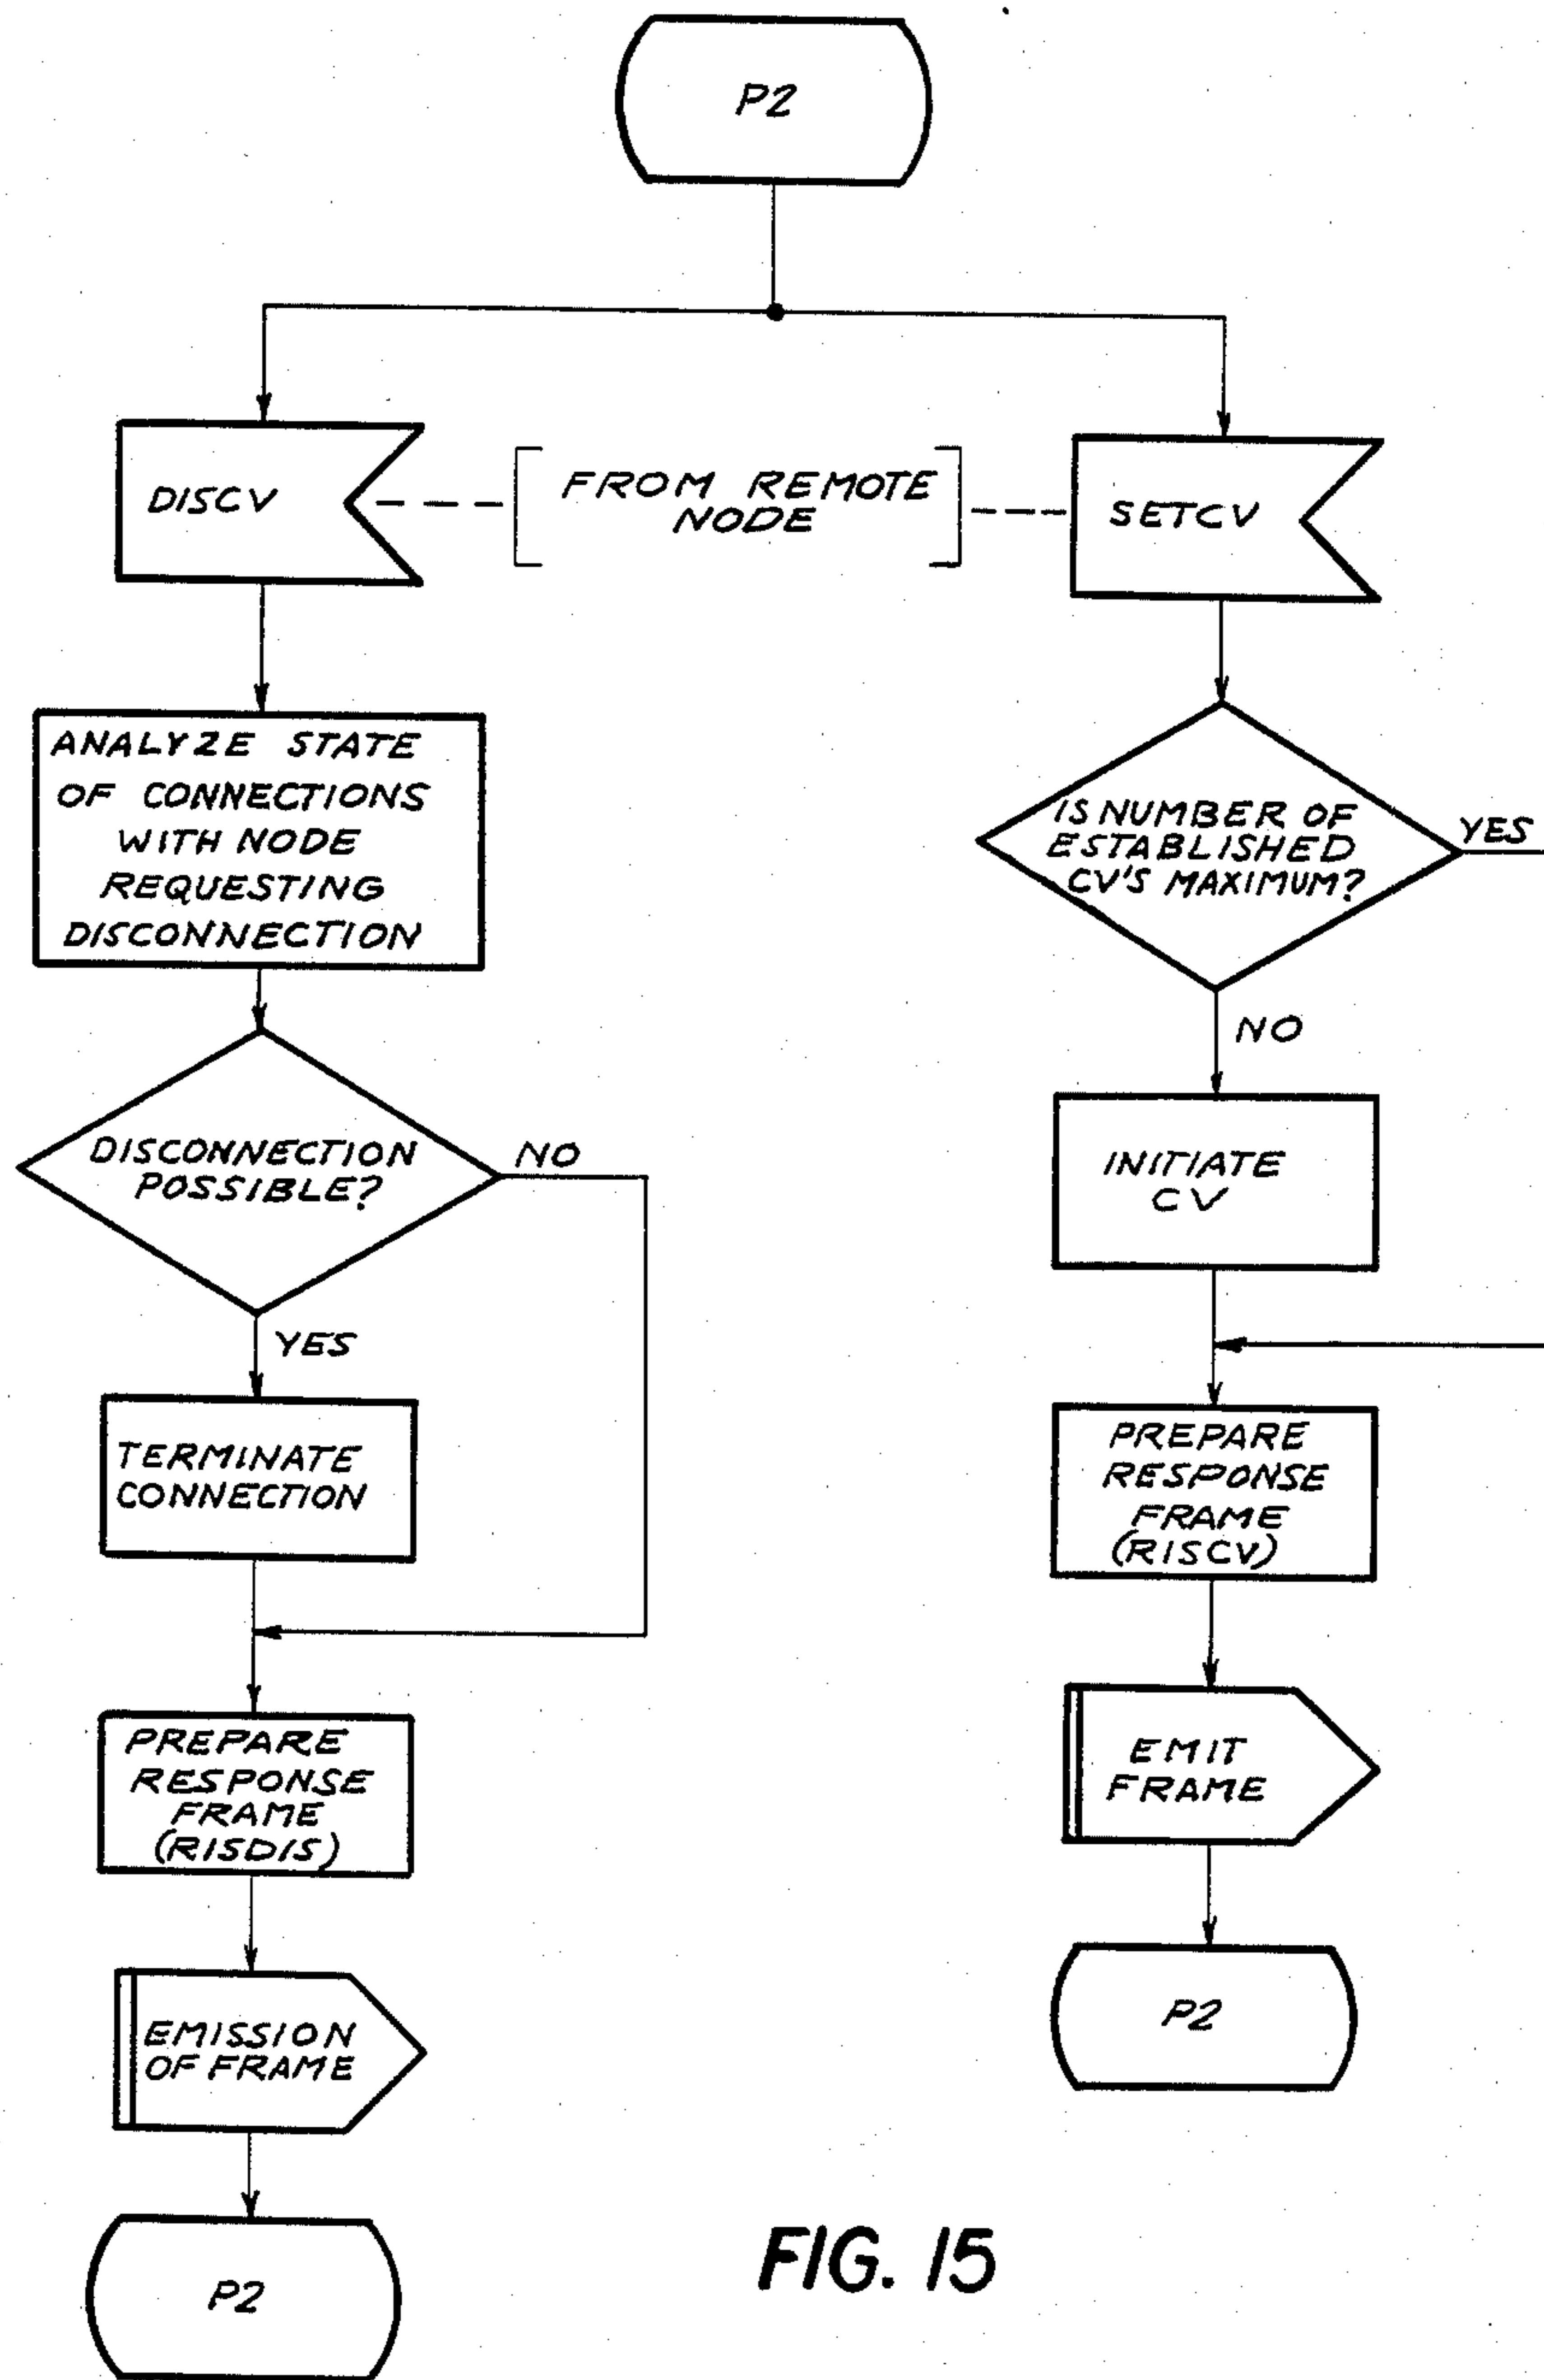 P2
DISCV
FROM REMOTE
NODE
SETCV
ANALYZE STATE
OF CONNECTIONS
WITH NODE
REQUESTING
DISCONNECTION
IS NUMBER OF
ESTABLISHED
CV'S MAXIMUM?
YES
NO
DISCONNECTION
POSSIBLE?
NO
INITIATE
CV
YES
TERMINATE
CONNECTION
PREPARE
RESPONSE
FRAME
(RISCV)
PREPARE
RESPONSE
FRAME
(RISDIS)
EMIT
FRAME
EMISSION
OF FRAME
P2
P2
FIG. 15